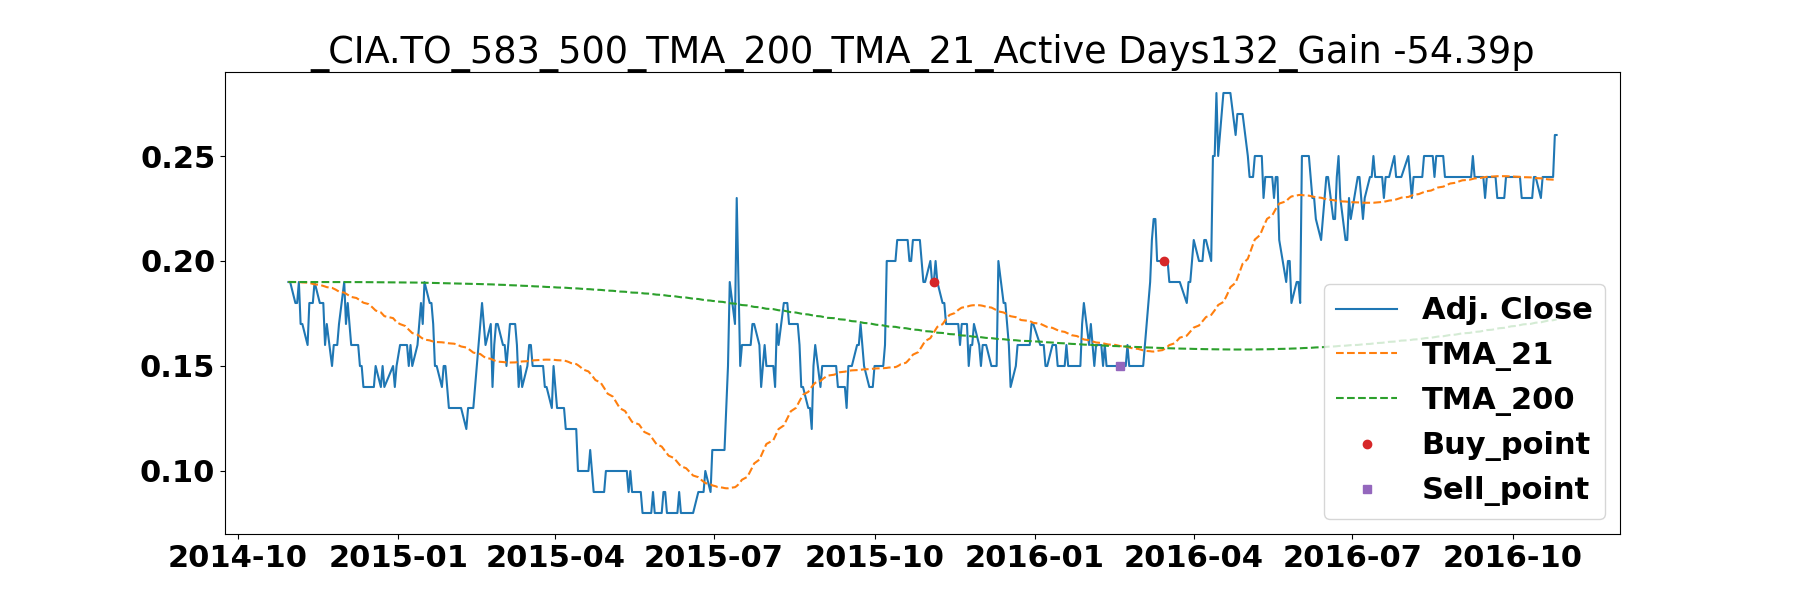 _CIA.TO_583_500_TMA_200_TMA_21_Active Days132_Gain -54.39p
0.25
0.20
0.15
0.10
Adj. Close
TMA_21
TMA_200
Buy_point
Sell_point
2014-10 2015-01 2015-04 2015-07 2015-10 2016-01 2016-04 2016-07 2016-10